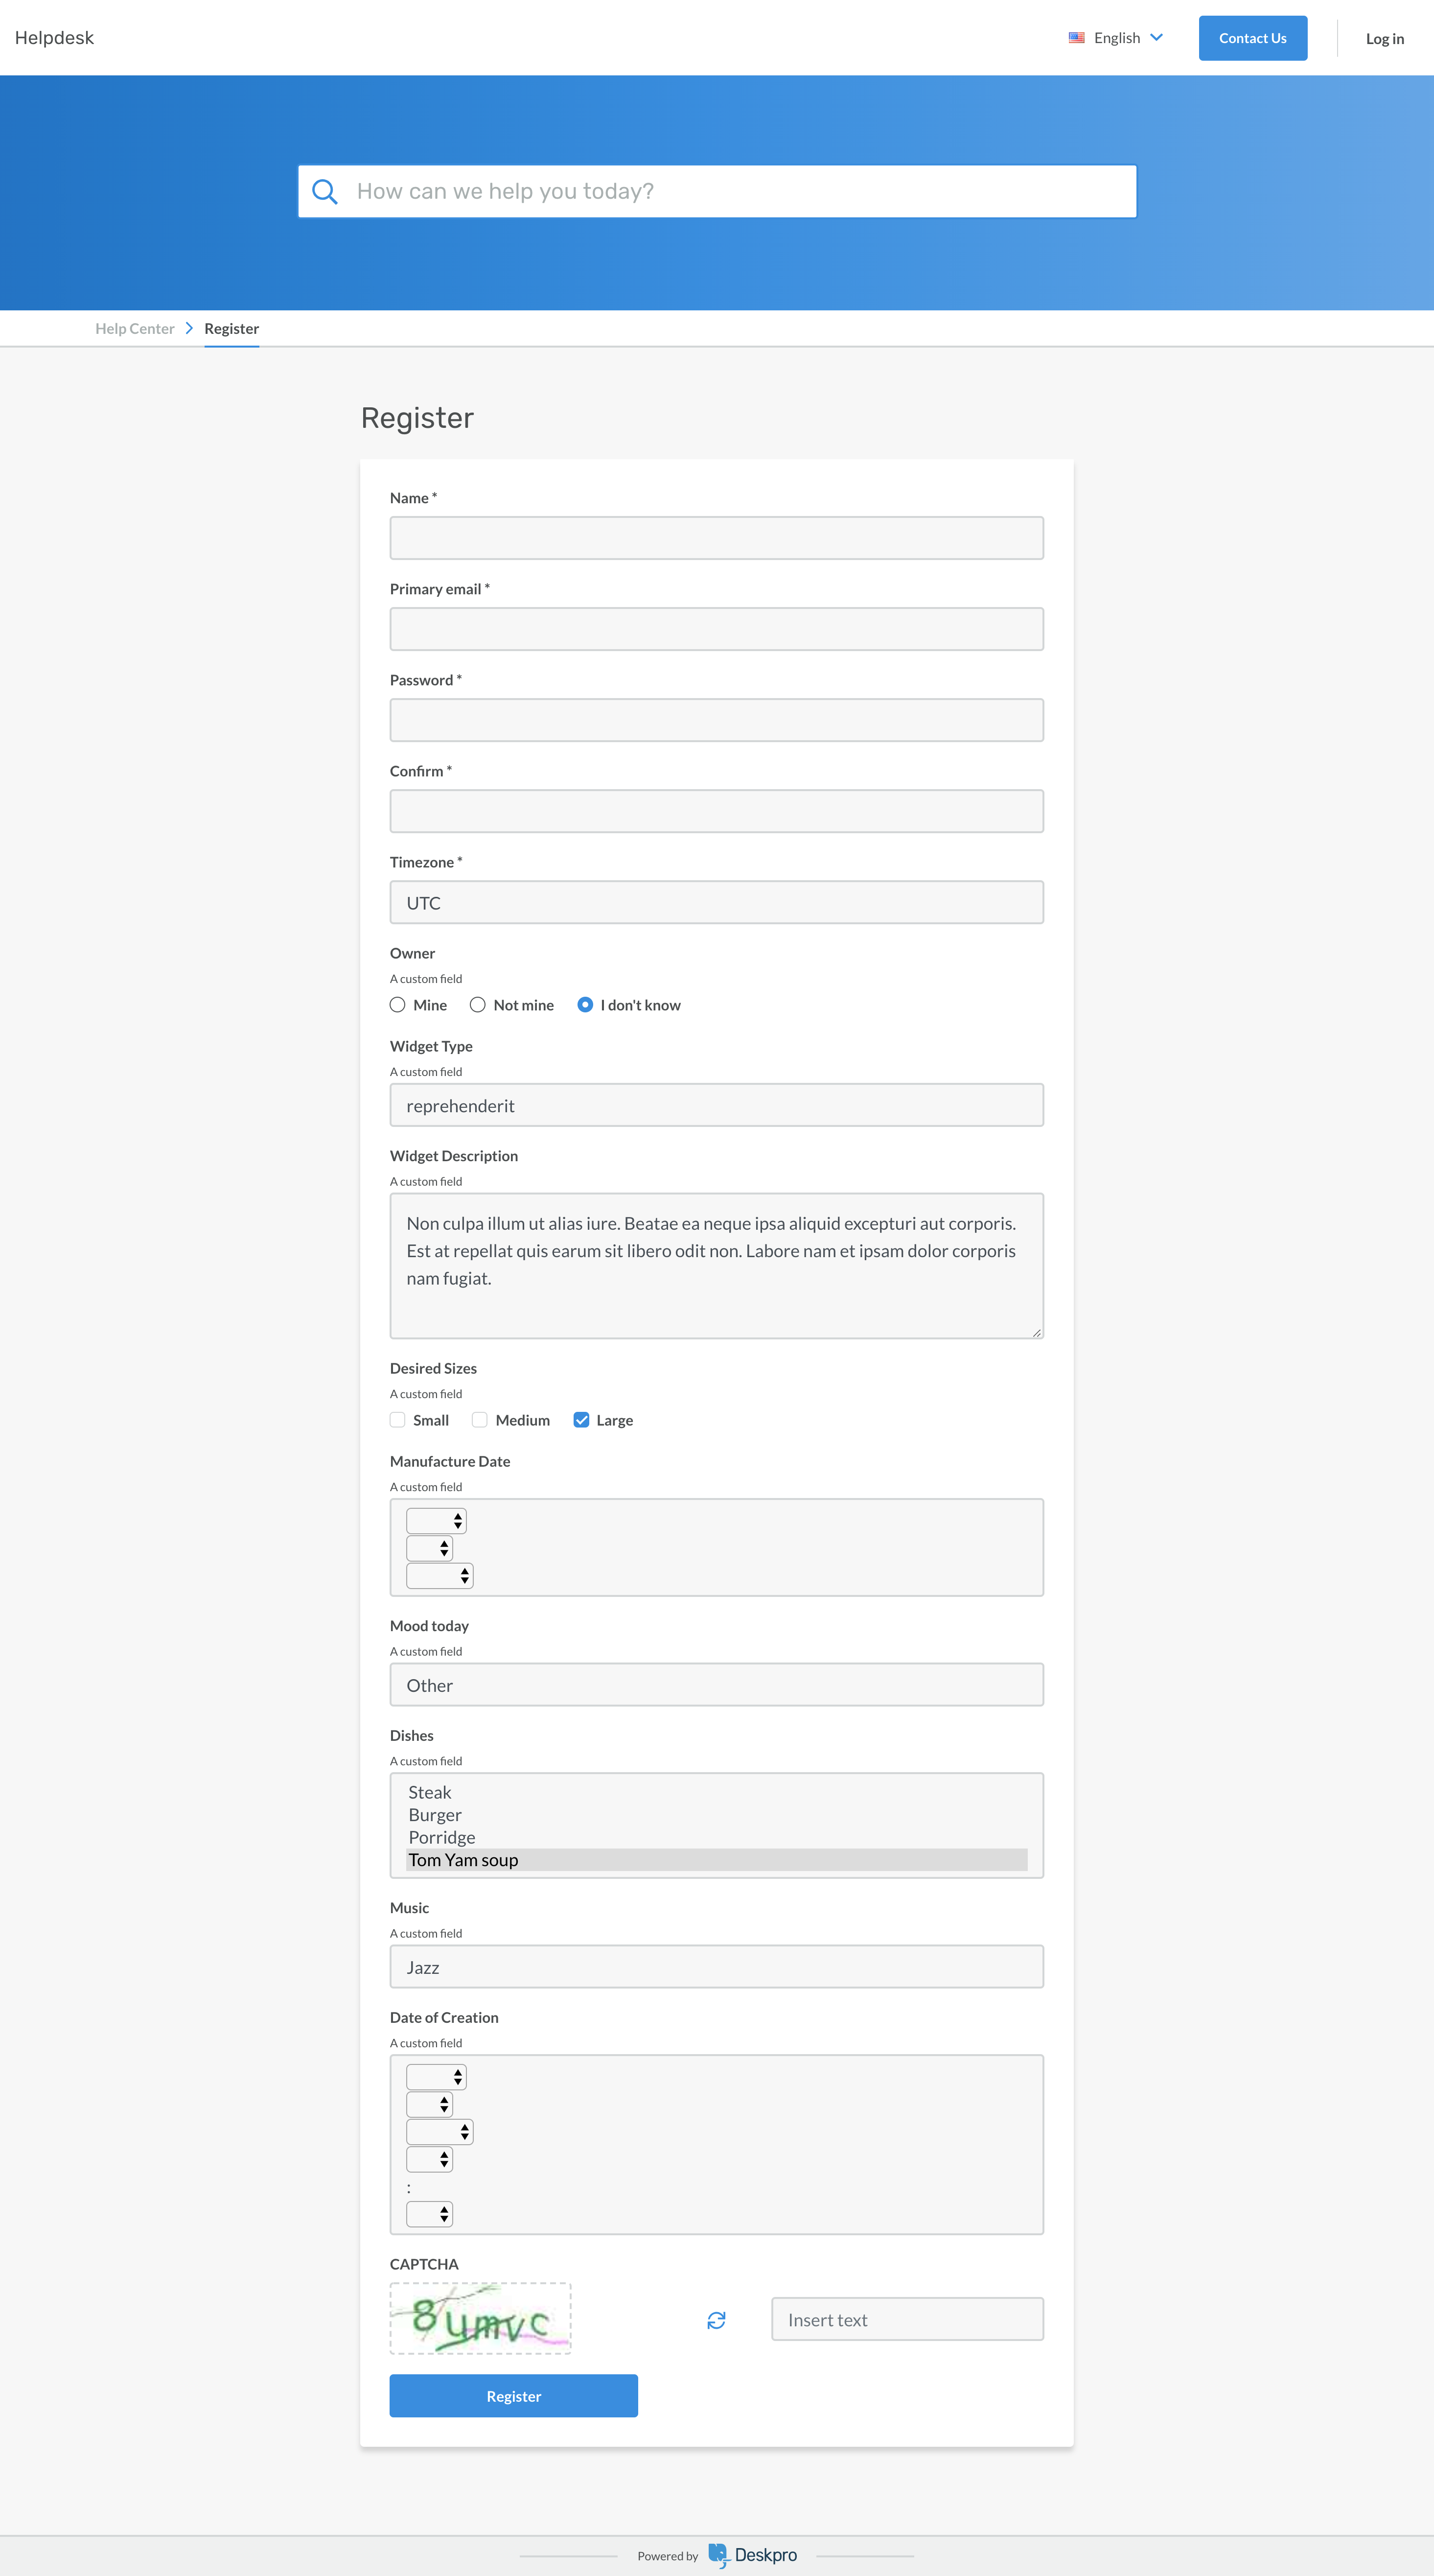 Helpdesk
English
Contact Us
Log in
How can we help you today?
Help Center
Register
Register
Name *
Primary email *
Password *
Confirm *
Timezone *
UTC
Owner
A custom field
Mine
Not mine
I don't know
Widget Type
A custom field
reprehenderit
Widget Description
A custom field
Non culpa illum ut alias iure. Beatae ea neque ipsa aliquid excepturi aut corporis.
Est at repellat quis earum sit libero odit non. Labore nam et ipsam dolor corporis
nam fugiat.
Desired Sizes
A custom field
Small
Medium
Large
Manufacture Date
A custom field
Mood today
A custom field
Other
Dishes
A custom field
Steak
Burger
Porridge
Tom Yam soup
Music
A custom field
Jazz
Date of Creation
A custom field
:
CAPTCHA
8ymvc
Insert text
Register
Powered by Deskpro